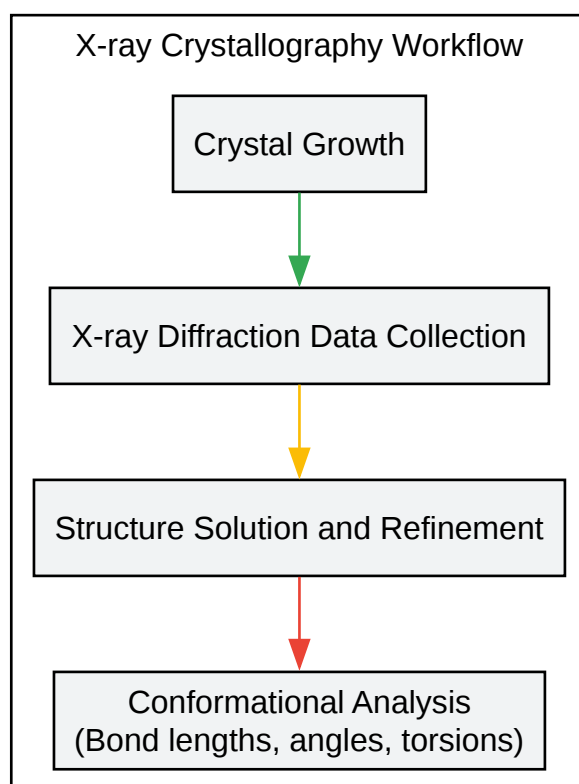 X-ray Crystallography Workflow
Crystal Growth
X-ray Diffraction Data Collection
Structure Solution and Refinement
Conformational Analysis
(Bond lengths, angles, torsions)